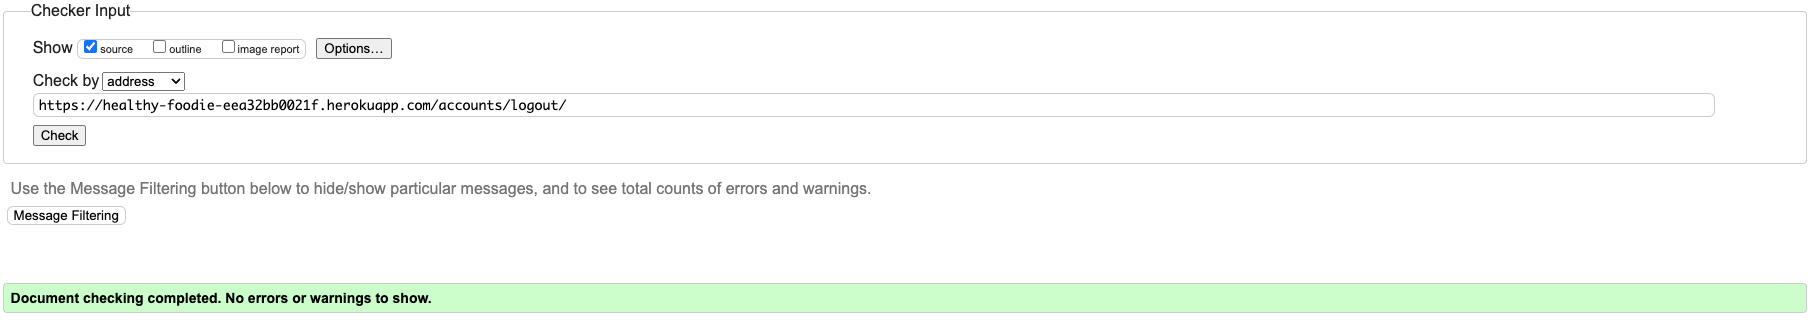 Checker Input
Show source outline image report Options...
Check by address
https://healthy-foodie-eea32bb0021f.herokuapp.com/accounts/logout/
Check
Use the Message Filtering button below to hide/show particular messages, and to see total counts of errors and warnings.
Message Filtering
Document checking completed. No errors or warnings to show.